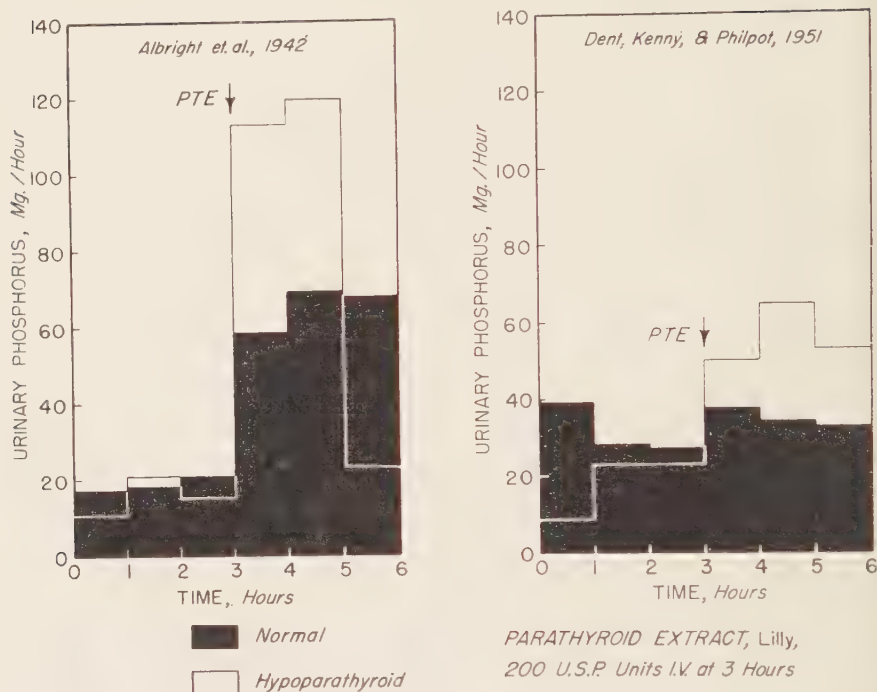 Albright et. al., 1942
PTE
140
120
100
80
60
40
20
0
URINARY PHOSPHORUS, Mg./Hour
0 1 2 3 4 5 6
TIME, Hours
Normal
Hypoparathyroid
Dent, Kenny, & Philpot, 1951
PTE
140
120
100
80
60
40
20
0
URINARY PHOSPHORUS, Mg./Hour
0 1 2 3 4 5 6
TIME, Hours
PARATHYROID EXTRACT, Lilly,
200 U.S.P. Units I.V. at 3 Hours